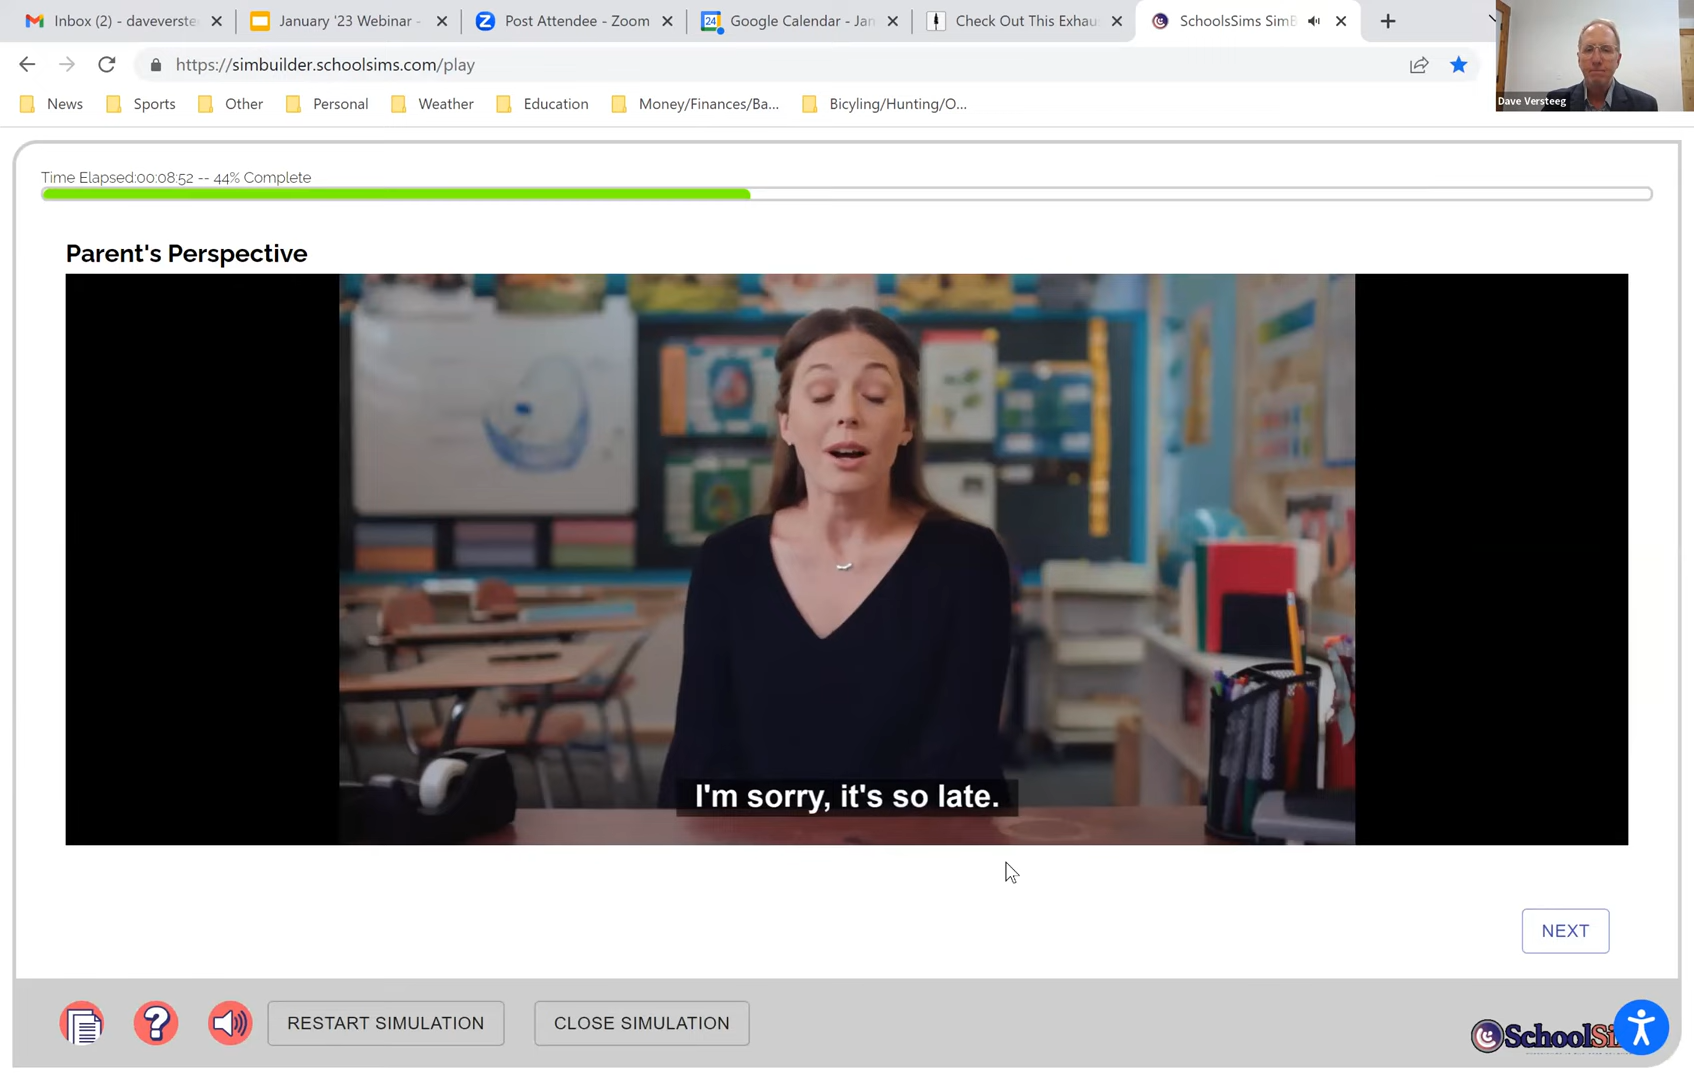 Inbox (2) - daveverste
January '23 Webinar -
Post Attendee - Zoom
24
Google Calendar - Jan
Check Out This Exhau
SchoolsSims SimB
https://simbuilder.schoolsims.com/play
Dave Versteeg
News
Sports
Other
Personal
Weather
Education
Money/Finances/Ba...
Bicyling/Hunting/O...
Time Elapsed:00:08:52 -- 44% Complete
Parent's Perspective
I'm sorry, it's so late.
NEXT
RESTART SIMULATION
CLOSE SIMULATION
SchoolSi